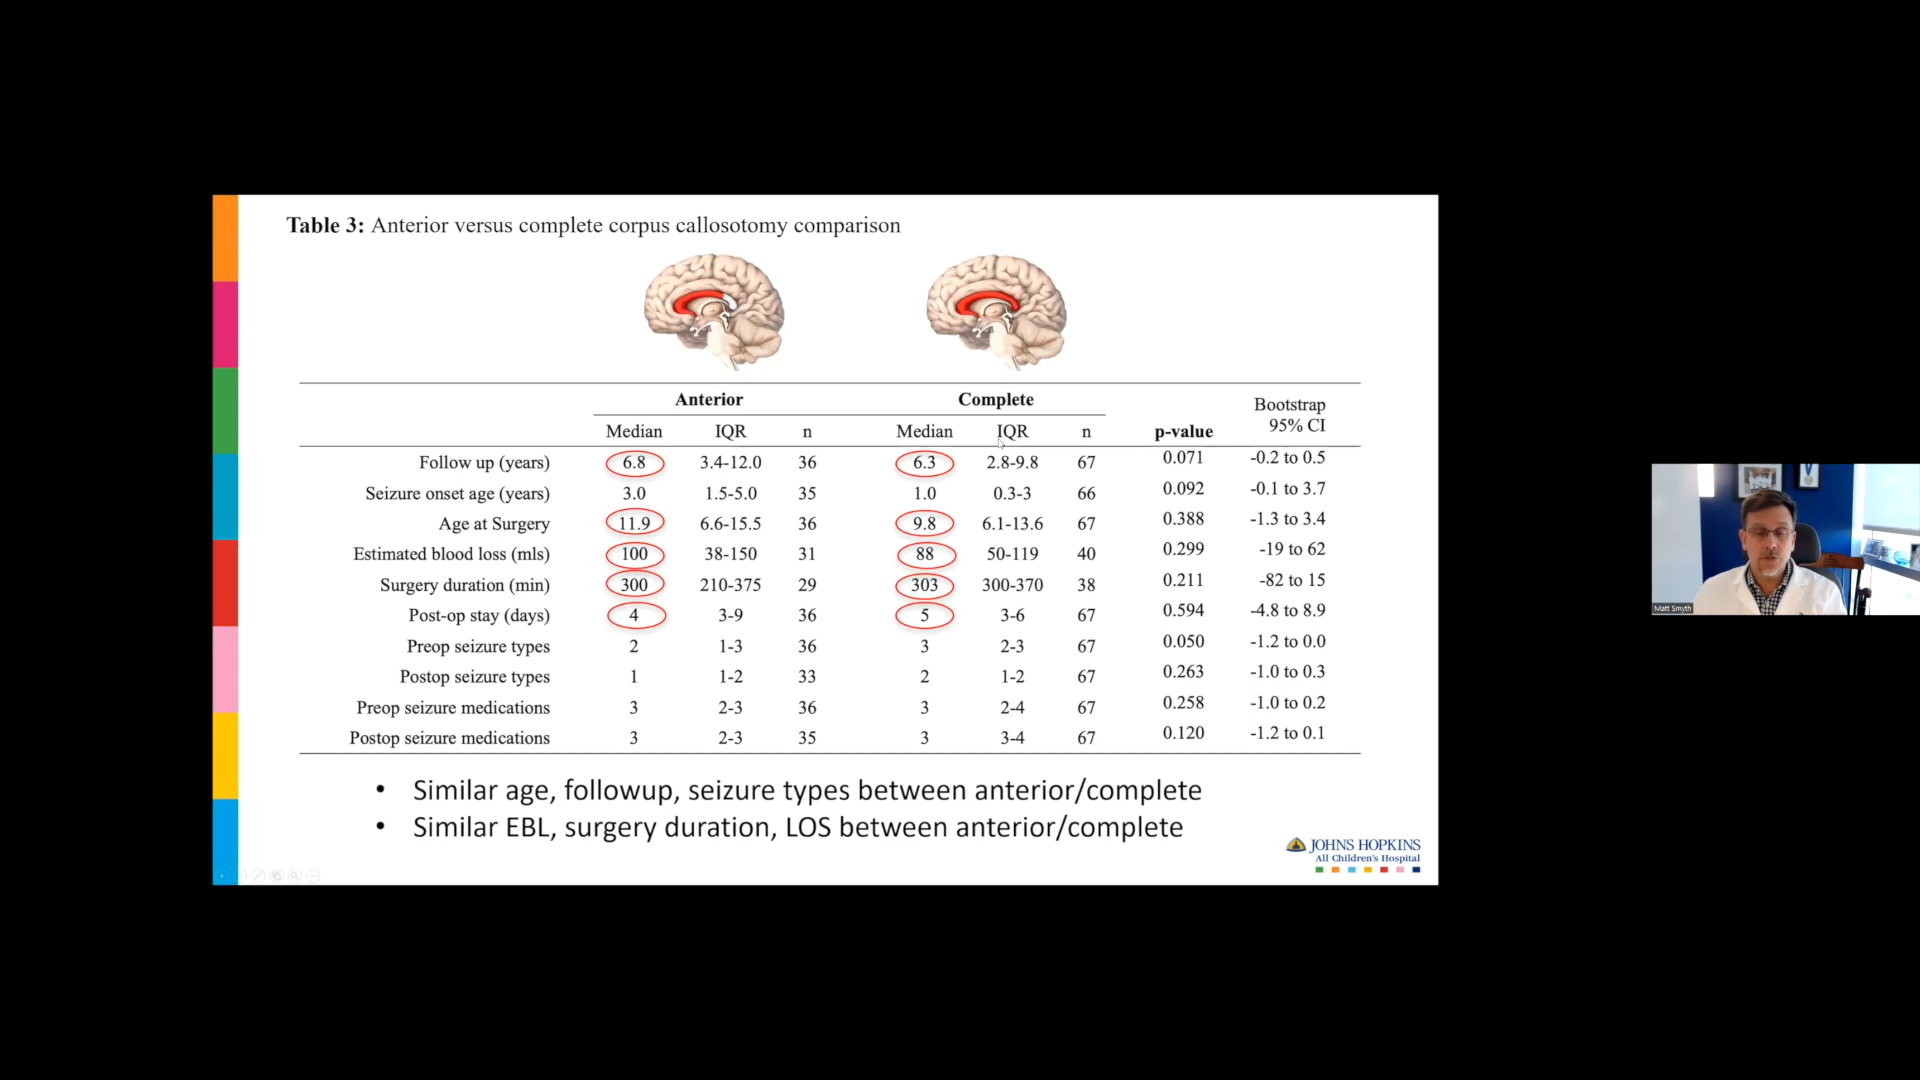 Table 3: Anterior versus complete corpus callosotomy comparison
Anterior Complete Bootstrap
Median IQR n Median IQR n p-value 95% CI
Follow up (years) 6.8 3.4-12.0 36 6.3 2.8-9.8 67 0.071 -0.2 to 0.5
Seizure onset age (years) 3.0 1.5-5.0 35 1.0 0.3-3 66 0.092 -0.1 to 3.7
Age at Surgery 11.9 6.6-15.5 36 9.8 6.1-13.6 67 0.388 -1.3 to 3.4
Estimated blood loss (mls) 100 38-150 31 88 50-119 40 0.299 -19 to 62
Surgery duration (min) 300 210-375 29 303 300-370 38 0.211 -82 to 15
Post-op stay (days) 4 3-9 36 5 3-6 67 0.594 -4.8 to 8.9
Preop seizure types 2 1-3 36 3 2-3 67 0.050 -1.2 to 0.0
Postop seizure types 1 1-2 33 2 1-2 67 0.263 -1.0 to 0.3
Preop seizure medications 3 2-3 36 3 2-4 67 0.258 -1.0 to 0.2
Postop seizure medications 3 2-3 35 3 3-4 67 0.120 -1.2 to 0.1
• Similar age, followup, seizure types between anterior/complete
• Similar EBL, surgery duration, LOS between anterior/complete
JOHNS HOPKINS
All Children's Hospital
Matt Smyth